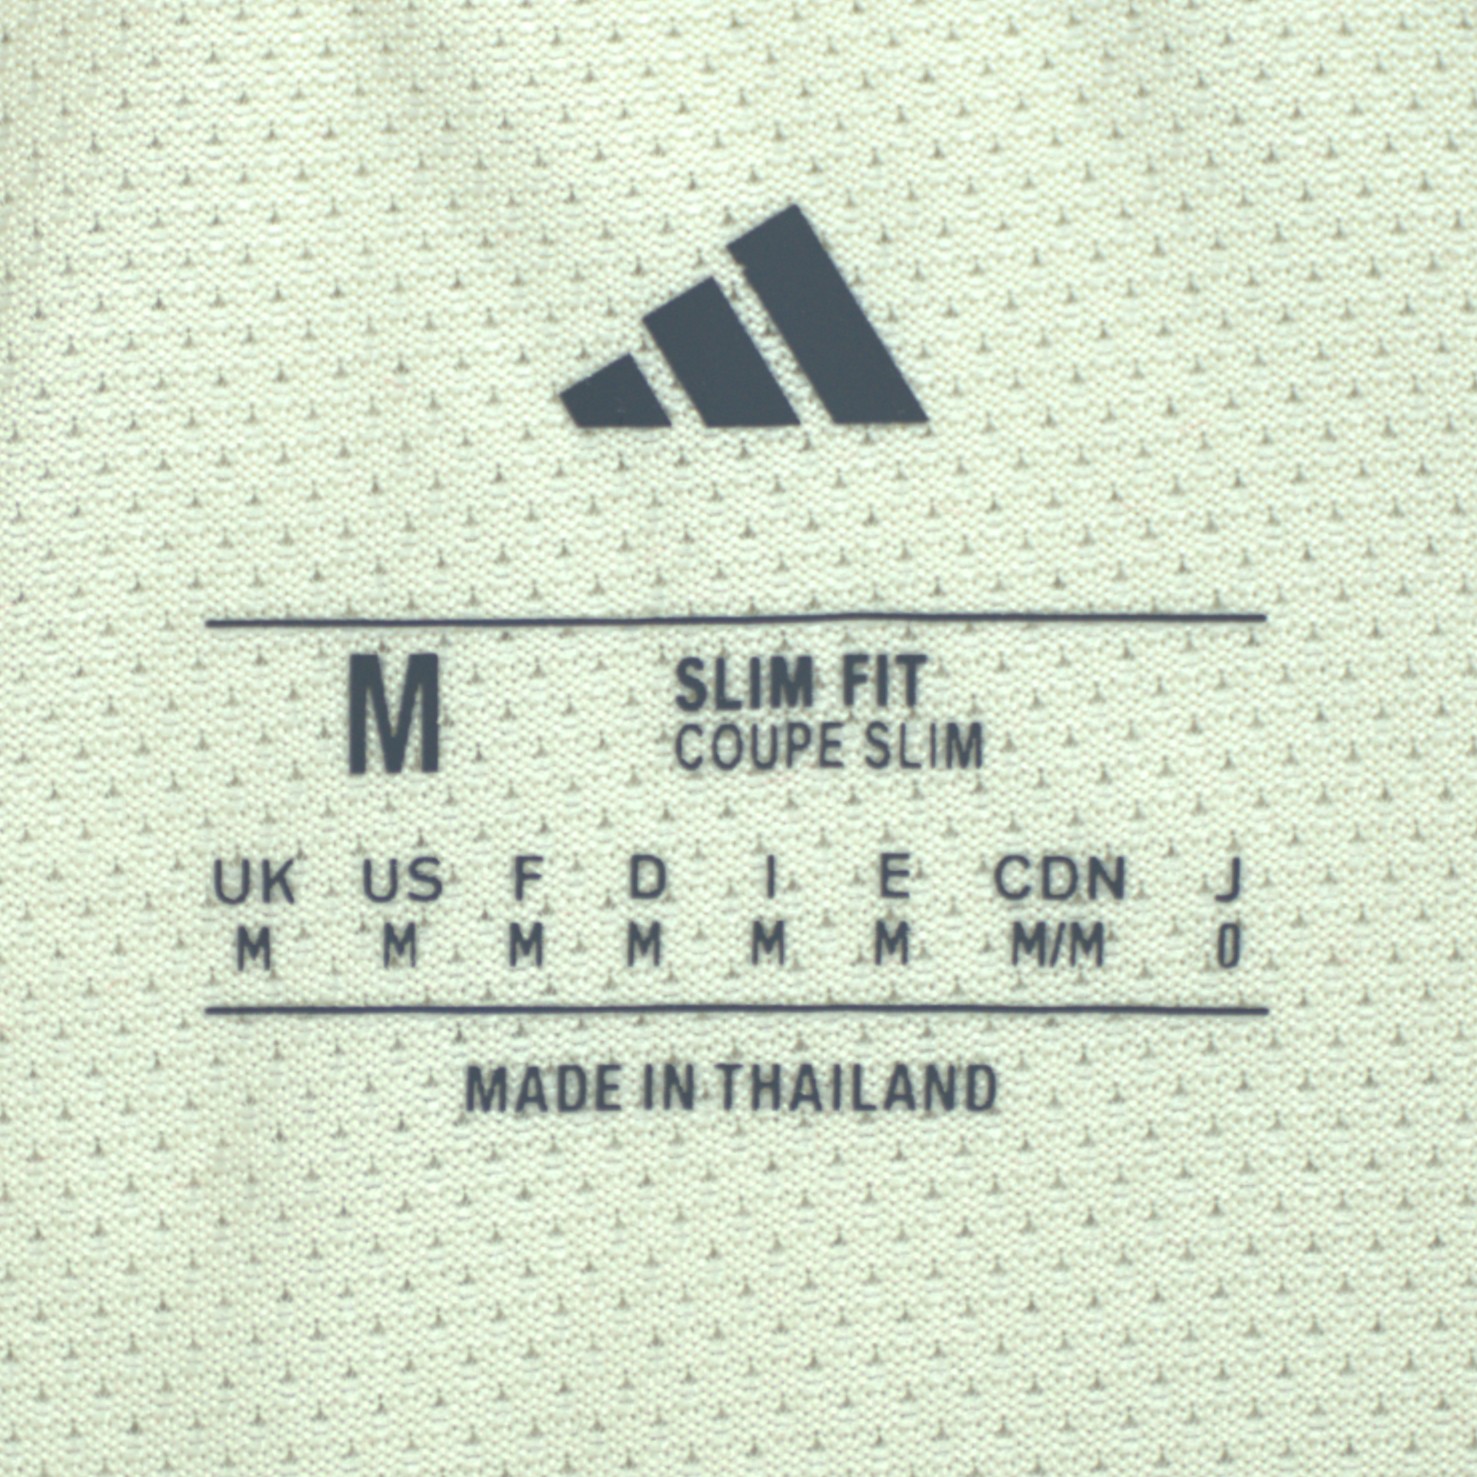 M
SLIM FIT
COUPE SLIM
UK US F D I E CDN J
M M M M M M M/M O
MADE IN THAILAND